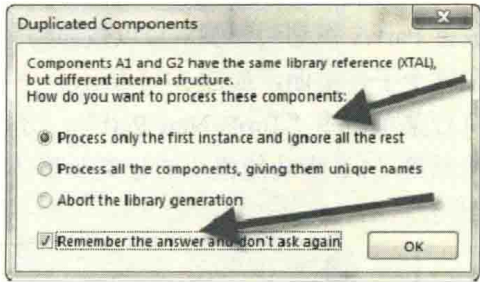 Duplicated Components
Components A1 and G2 have the same library reference (XTAL),
but different internal structure.
How do you want to process these components:
Process only the first instance and ignore all the rest
Process all the components, giving them unique names
Abort the library generation
Remember the answer and don't ask again
OK